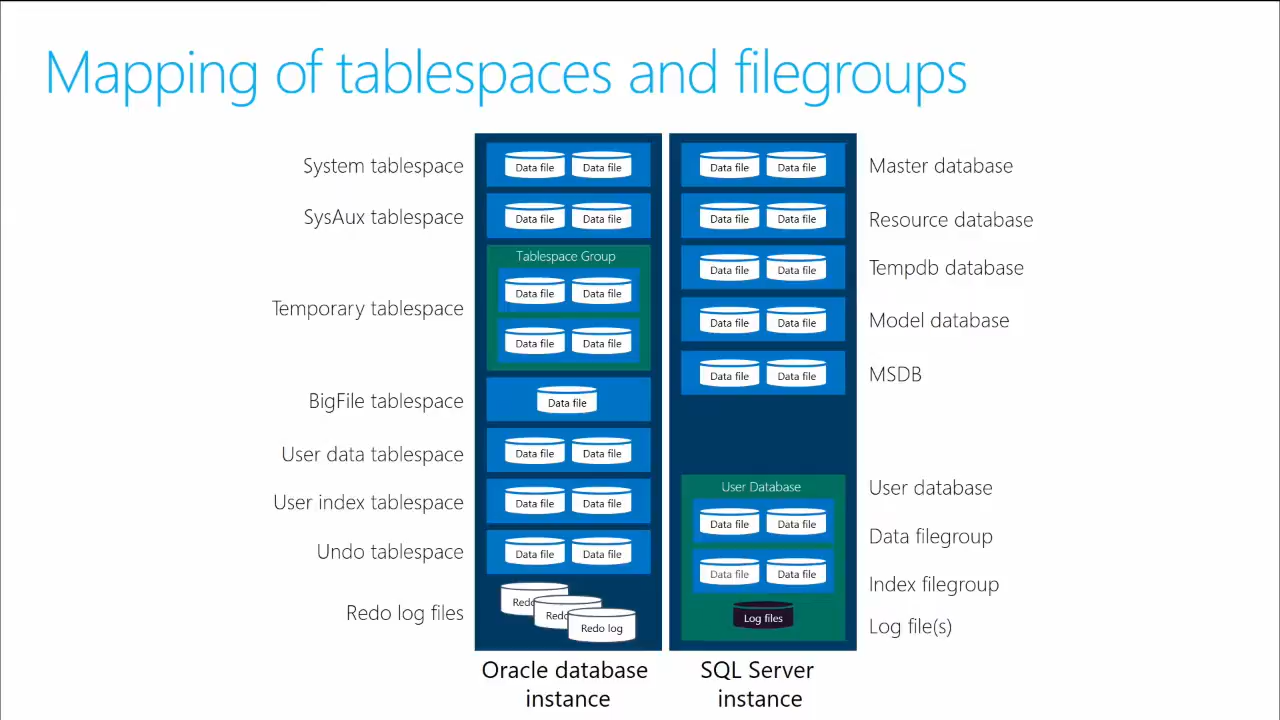 Mapping of tablespaces and filegroups
System tablespace
Data file Data file
Data file Data file
Master database
SysAux tablespace
Data file Data file
Data file Data file
Resource database
Tablespace Group
Temporary tablespace
Data file Data file
Data file Data file
Data file Data file
Tempdb database
Data file Data file
Model database
BigFile tablespace
Data file
Data file Data file
MSDB
User data tablespace
Data file Data file
User index tablespace
Data file Data file
Undo tablespace
Data file Data file
Redo log files
Redo
Redo
Redo log
User Database
User database
Data file Data file
Data filegroup
Data file Data file
Index filegroup
Log files
Log file(s)
Oracle database
instance
SQL Server
instance